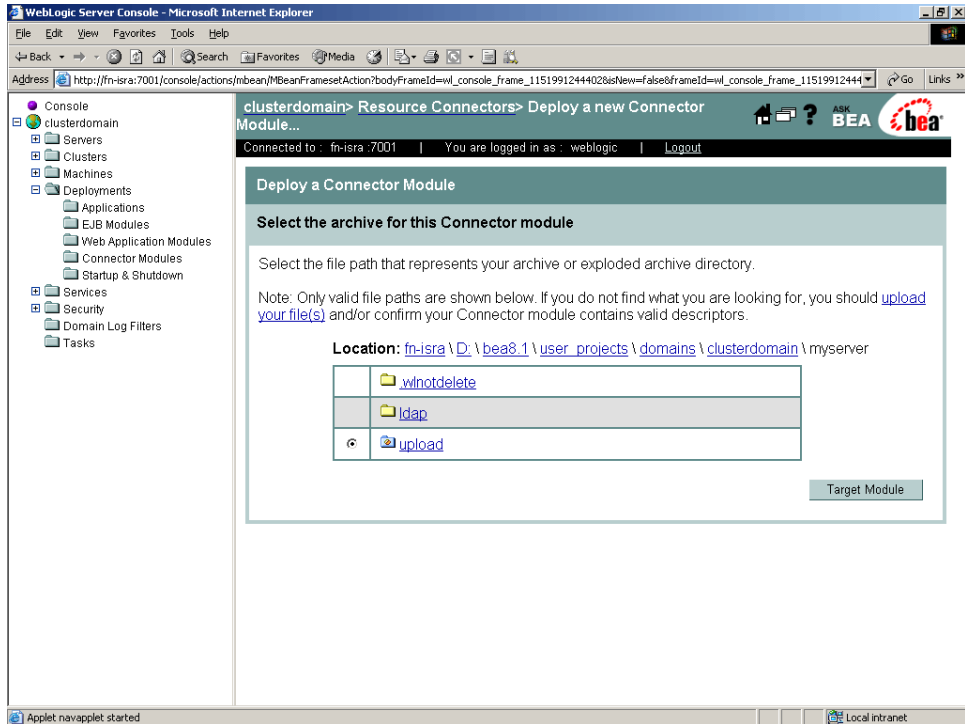 WebLogic Server Console - Microsoft Internet Explorer
File Edit View Favorites Tools Help
Back Search Favorites Media
Address http://fn-isra:7001/console/actions/mbean/MBeanFramesetAction?bodyFrameId=wl_console_frame_1151991244402&isNew=false&frameId=wl_console_frame_11519912444 Go Links »
Console
clusterdomain
Servers
Clusters
Machines
Deployments
Applications
EJB Modules
Web Application Modules
Connector Modules
Startup & Shutdown
Services
Security
Domain Log Filters
Tasks
clusterdomain> Resource Connectors> Deploy a new Connector
Module...
? ASK BEA bea
Connected to : fn-isra :7001 | You are logged in as : weblogic | Logout
Deploy a Connector Module
Select the archive for this Connector module
Select the file path that represents your archive or exploded archive directory.
Note: Only valid file paths are shown below. If you do not find what you are looking for, you should upload
your file(s) and/or confirm your Connector module contains valid descriptors.
Location: fn-isra \ D: \ bea8.1 \ user_projects \ domains \ clusterdomain \ myserver
.wlnotdelete
ldap
upload
Target Module
Applet navapplet started
Local intranet